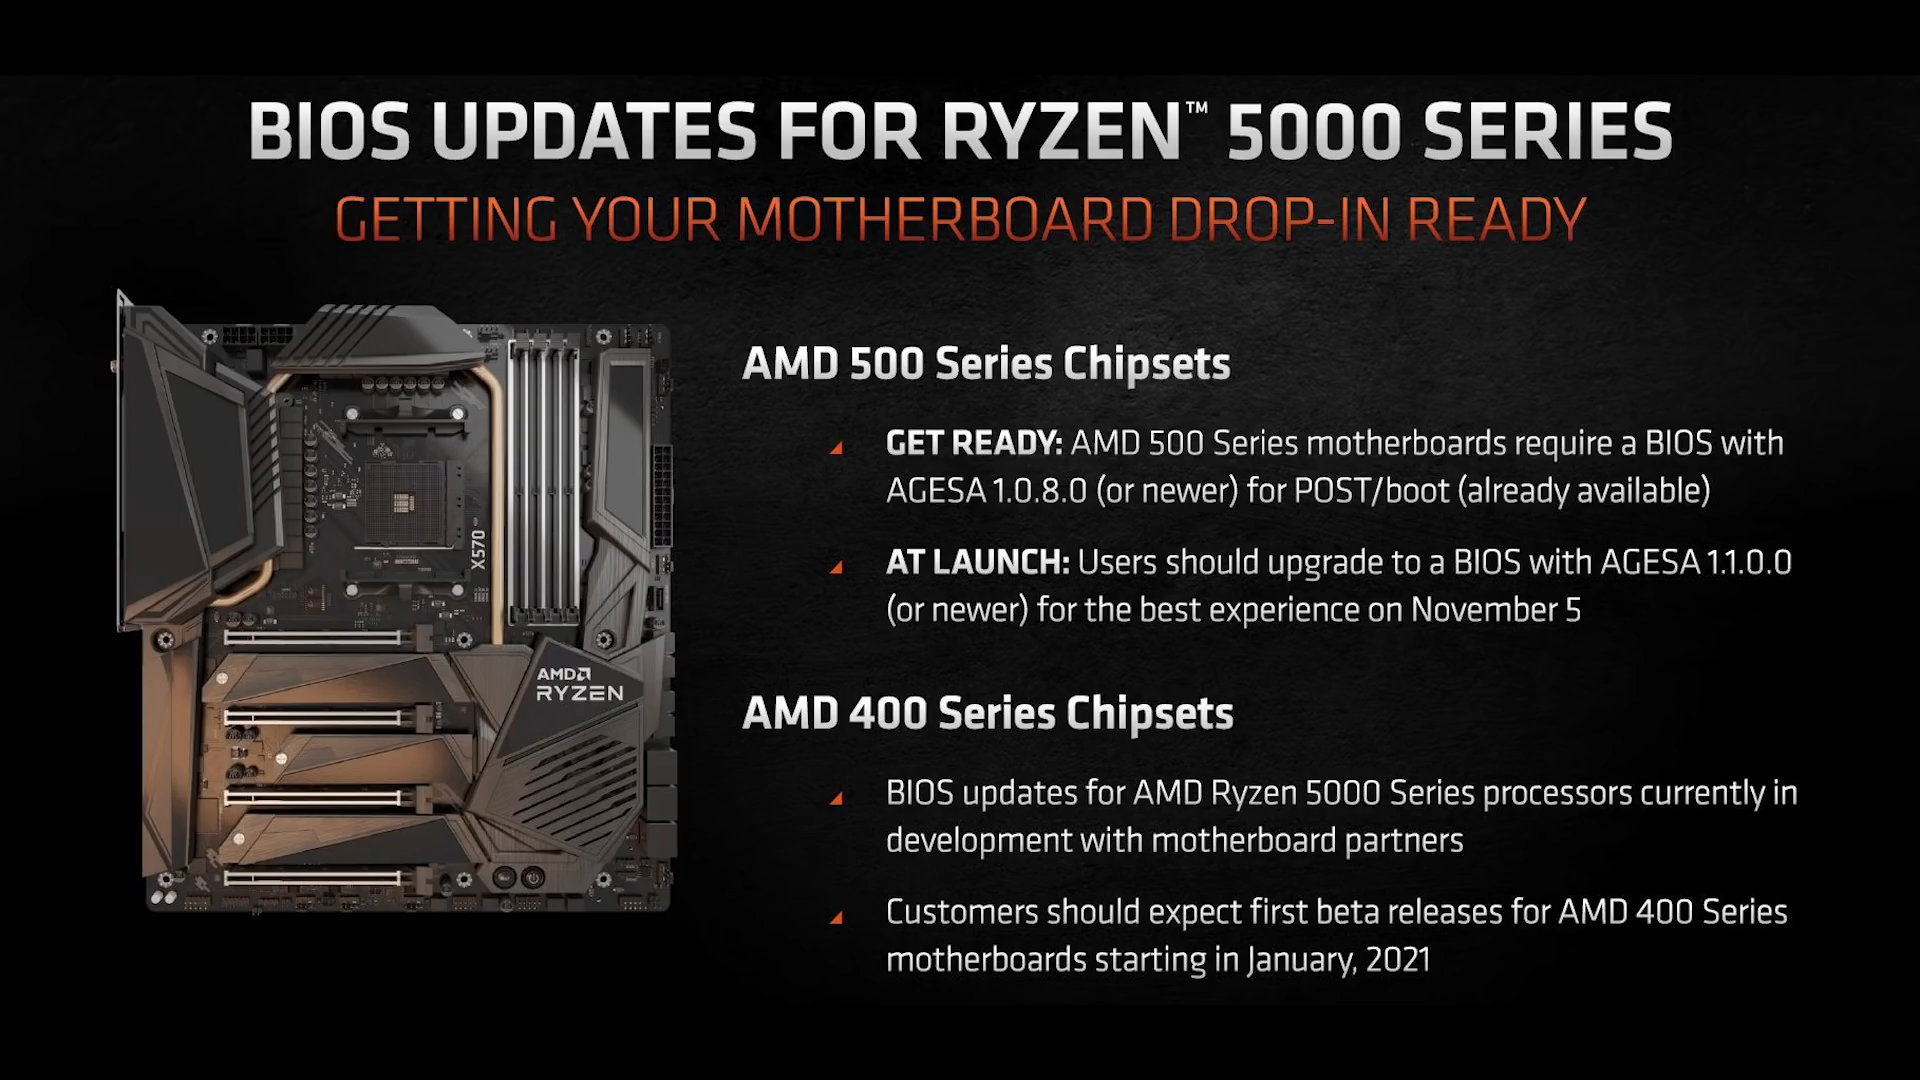 BIOS UPDATES FOR RYZEN™ 5000 SERIES
GETTING YOUR MOTHERBOARD DROP-IN READY
X570
AMD
RYZEN
AMD 500 Series Chipsets
GET READY: AMD 500 Series motherboards require a BIOS with
AGESA 1.0.8.0 (or newer) for POST/boot (already available)
AT LAUNCH: Users should upgrade to a BIOS with AGESA 1.1.0.0
(or newer) for the best experience on November 5
AMD 400 Series Chipsets
BIOS updates for AMD Ryzen 5000 Series processors currently in
development with motherboard partners
Customers should expect first beta releases for AMD 400 Series
motherboards starting in January, 2021